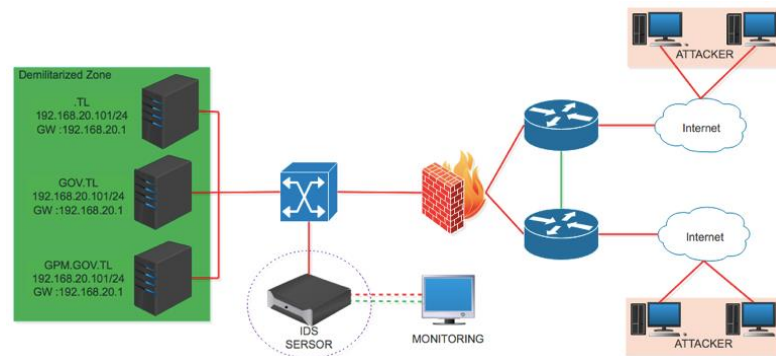 Demilitarized Zone
.TL
192.168.20.101/24
GW :192.168.20.1
GOV.TL
192.168.20.101/24
GW :192.168.20.1
GPM.GOV.TL
192.168.20.101/24
GW :192.168.20.1
IDS
SERSOR
MONITORING
ATTACKER
Internet
Internet
ATTACKER